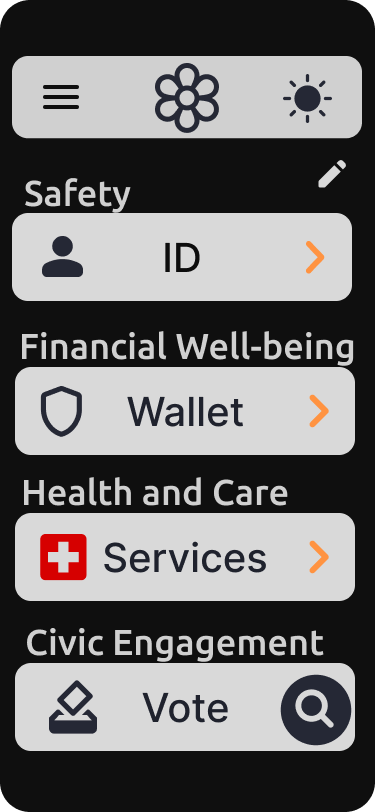 Safety
ID
Financial Well-being
Wallet
Health and Care
Services
Civic Engagement
Vote